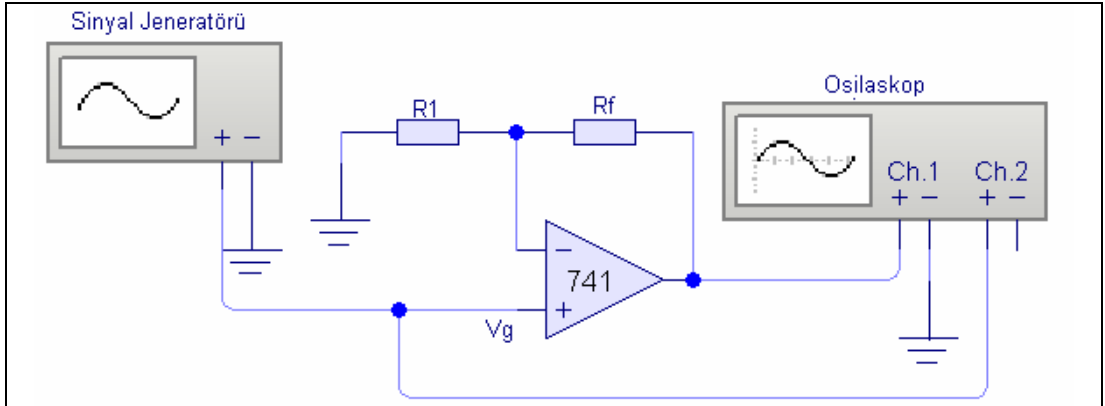 Sinyal Jeneratörü
+ −
R1
Rf
Osilaskop
Ch.1 Ch.2
+ − + −
−
741
+
Vg